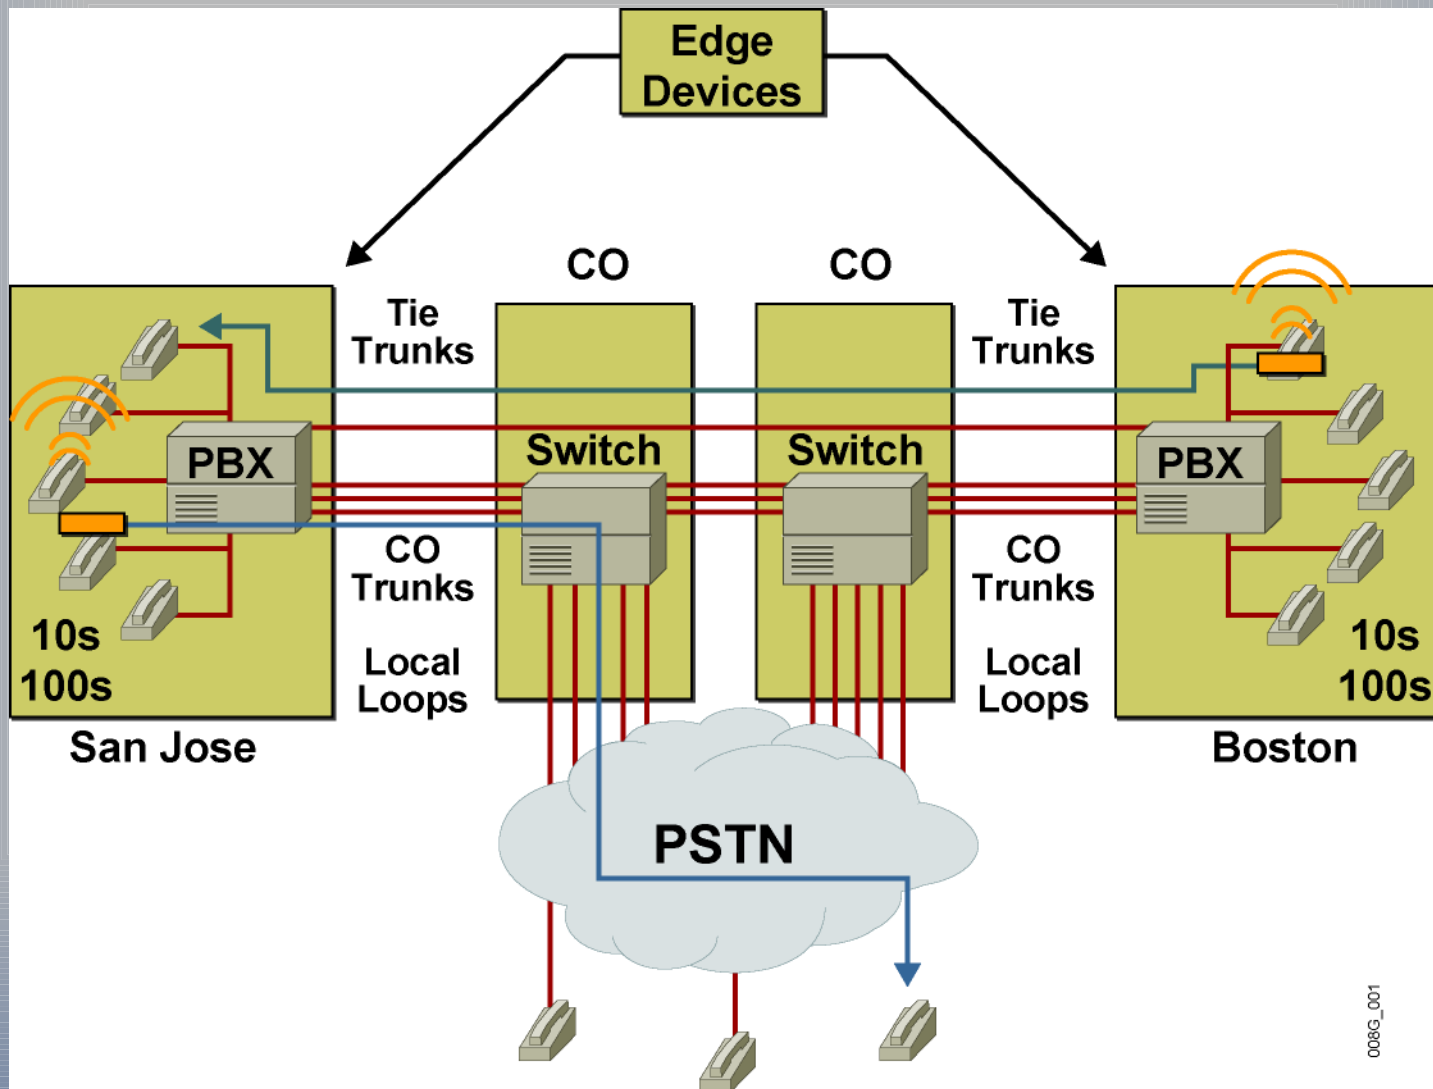 Edge
Devices
CO
CO
Tie
Trunks
Tie
Trunks
PBX
Switch
Switch
PBX
CO
Trunks
CO
Trunks
10s
100s
Local
Loops
Local
Loops
10s
100s
San Jose
Boston
PSTN
008G_001